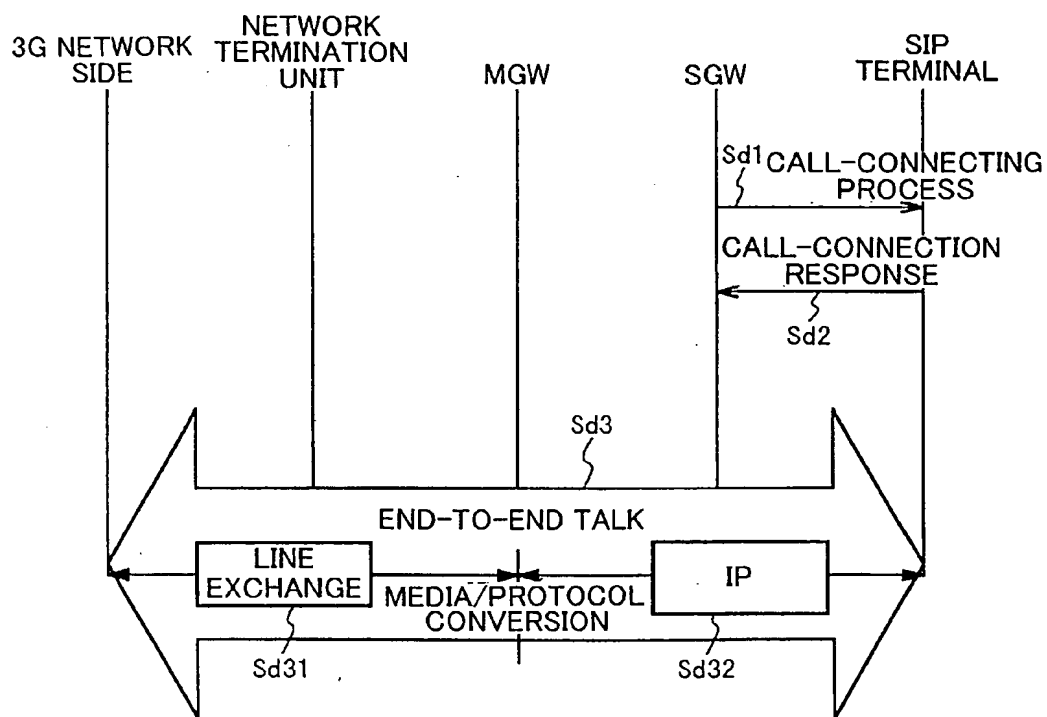 3G NETWORK
SIDE
NETWORK
TERMINATION
UNIT
MGW
SGW
SIP
TERMINAL
Sd1
CALL-CONNECTING
PROCESS
CALL-CONNECTION
RESPONSE
Sd2
Sd3
END-TO-END TALK
LINE
EXCHANGE
IP
MEDIA/PROTOCOL
CONVERSION
Sd31
Sd32